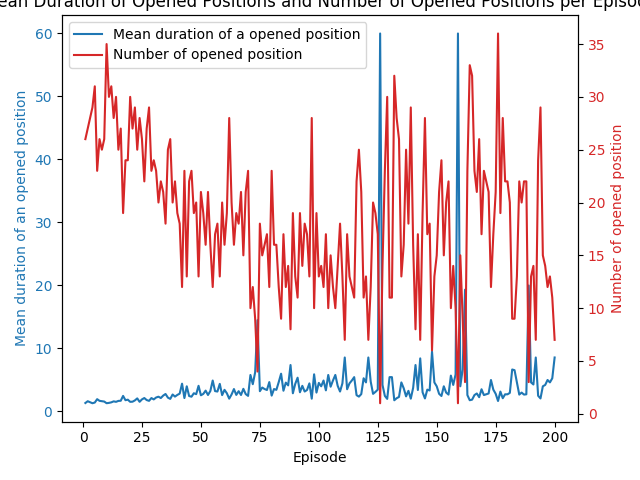 ean Duration of Opened Positions and Number of Opened Positions per Episod
Mean duration of a opened position
Number of opened position
Mean duration of an opened position
60
50
40
30
20
10
0
35
30
25
20
15
10
5
0
Number of opened position
0 25 50 75 100 125 150 175 200
Episode